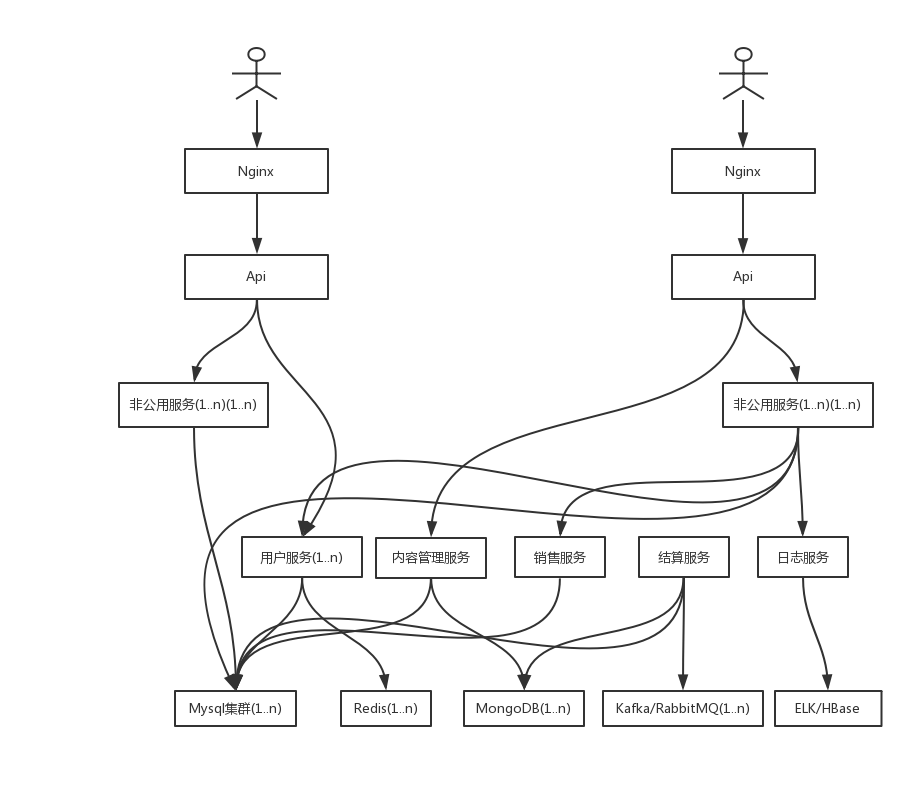 Nginx
Nginx
Api
Api
非公用服务(1..n)(1..n)
非公用服务(1..n)(1..n)
用户服务(1..n)
内容管理服务
销售服务
结算服务
日志服务
Mysql集群(1..n)
Redis(1..n)
MongoDB(1..n)
Kafka/RabbitMQ(1..n)
ELK/HBase